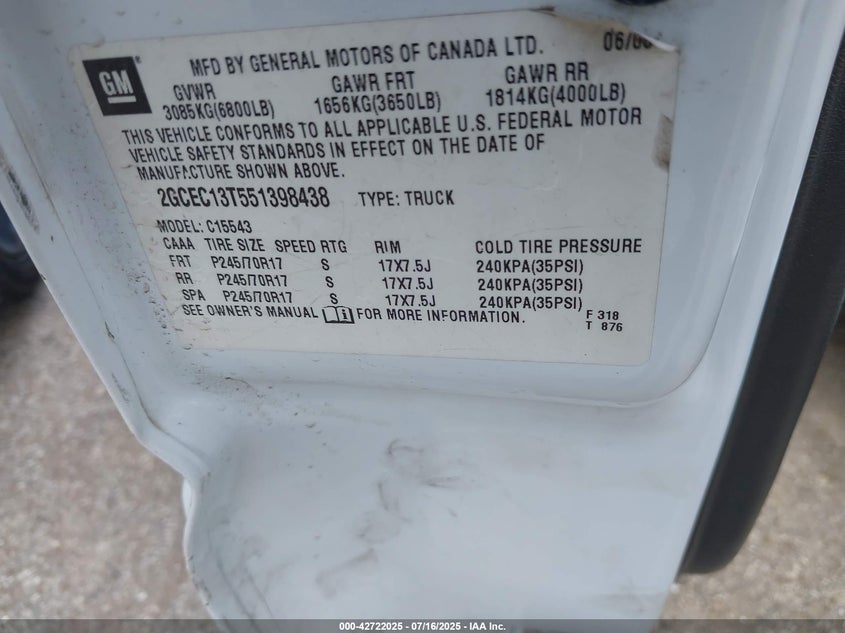 GM
MFD BY GENERAL MOTORS OF CANADA LTD.
GVWR GAWR FRT GAWR RR
3085KG(6800LB) 1656KG(3650LB) 1814KG(4000LB)
THIS VEHICLE CONFORMS TO ALL APPLICABLE U.S. FEDERAL MOTOR
VEHICLE SAFETY STANDARDS IN EFFECT ON THE DATE OF
MANUFACTURE SHOWN ABOVE.
2GCEC13T551398438 TYPE: TRUCK
MODEL: C15543
CAAA TIRE SIZE SPEED RTG RIM COLD TIRE PRESSURE
FRT P245/70R17 S 17X7.5J 240KPA(35PSI)
RR P245/70R17 S 17X7.5J 240KPA(35PSI)
SPA P245/70R17 S 17X7.5J 240KPA(35PSI)
SEE OWNER'S MANUAL FOR MORE INFORMATION.
F 318
T 876
000-42722025 - 07/16/2025 - IAA Inc.